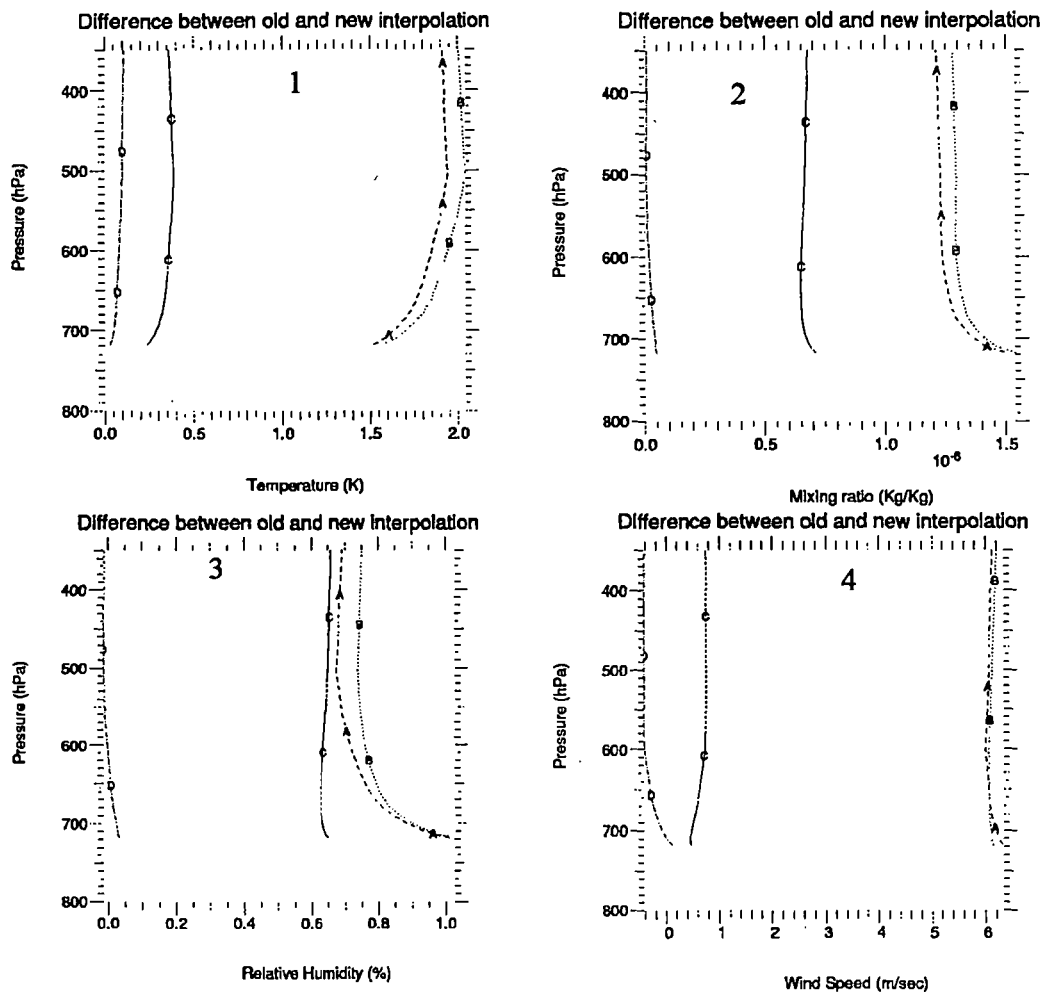 Difference between old and new interpolation
1
A
B
C
D
A
B
C
D
A
Pressure (hPa)
400
500
600
700
800
0.0 0.5 1.0 1.5 2.0
Temperature (K)
Difference between old and new interpolation
2
A
B
C
D
A
B
C
D
A
Pressure (hPa)
400
500
600
700
800
0.0 0.5 1.0 1.5
10⁻⁶
Mixing ratio (Kg/Kg)
Difference between old and new interpolation
3
A
C
B
D
A
C
B
D
A
Pressure (hPa)
400
500
600
700
800
0.0 0.2 0.4 0.6 0.8 1.0
Relative Humidity (%)
Difference between old and new interpolation
4
B
C
D
A
B
C
D
A
Pressure (hPa)
400
500
600
700
800
0 1 2 3 4 5 6
Wind Speed (m/sec)